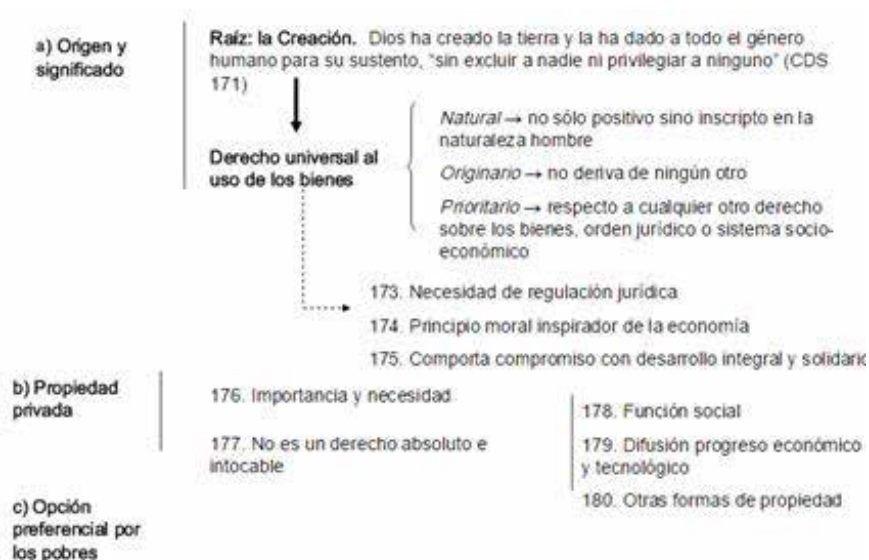 a) Origen y
significado
Raíz: la Creación. Dios ha creado la tierra y la ha dado a todo el género
humano para su sustento, "sin excluir a nadie ni privilegiar a ninguno" (CDS
171)
Derecho universal al
uso de los bienes
Natural → no sólo positivo sino inscripto en la
naturaleza hombre
Originario → no deriva de ningún otro
Prioritario → respecto a cualquier otro derecho
sobre los bienes, orden jurídico o sistema socio-
económico
173. Necesidad de regulación jurídica
174. Principio moral inspirador de la economía
175. Comporta compromiso con desarrollo integral y solidario
b) Propiedad
privada
176. Importancia y necesidad
177. No es un derecho absoluto e
intocable
178. Función social
179. Difusión progreso económico
y tecnológico
180. Otras formas de propiedad
c) Opción
preferencial por
los pobres